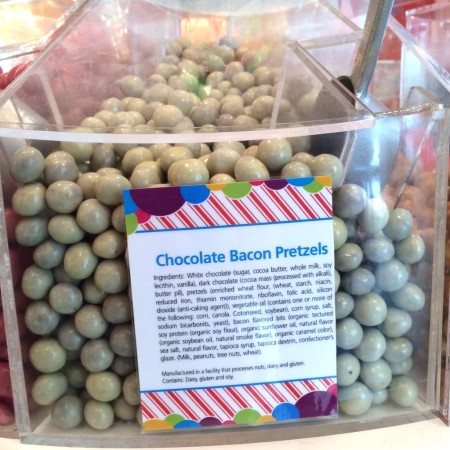 Chocolate Bacon Pretzels
Ingredients: White chocolate (sugar, cocoa butter, whole milk, soy
lecithin, vanilla), dark chocolate (cocoa mass (processed with alkali),
butter pil), pretzels (enriched wheat flour, (wheat, starch, niacin,
reduced iron, thiamin mononitrate, riboflavin, folic acid, silicon
dioxide (anti-caking agent)), vegetable oil (contains one or more of
the following: corn, canola. Cottonseed, soybean), corn syrup, salt,
sodium bicarbonits, yeast), bacon flavored bits (organic tectured
soy protein (organic soy flour), organic sunflower oil, natural flavor
(organic soybean oil, natural smoke flavor), organic caramel color),
sea salt, natural flavor, tapioca syrup, tapioca dextrin, confectioner's
glaze. (Milk, peanuts, tree nuts, wheat).
Manufactured in a facility that processes nuts, dairy and gluten.
Contains: Dairy, gluten and soy